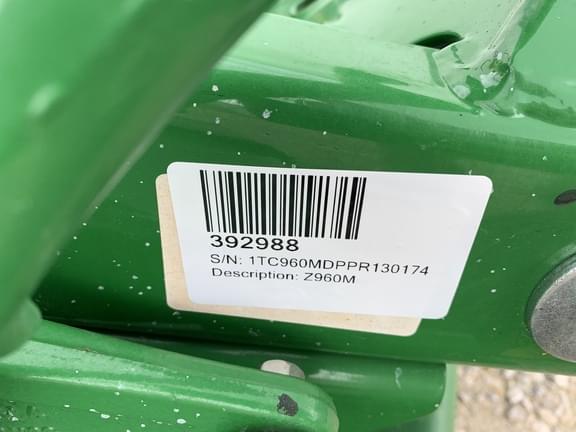 392988
S/N: 1TC960MDPPR130174
Description: Z960M